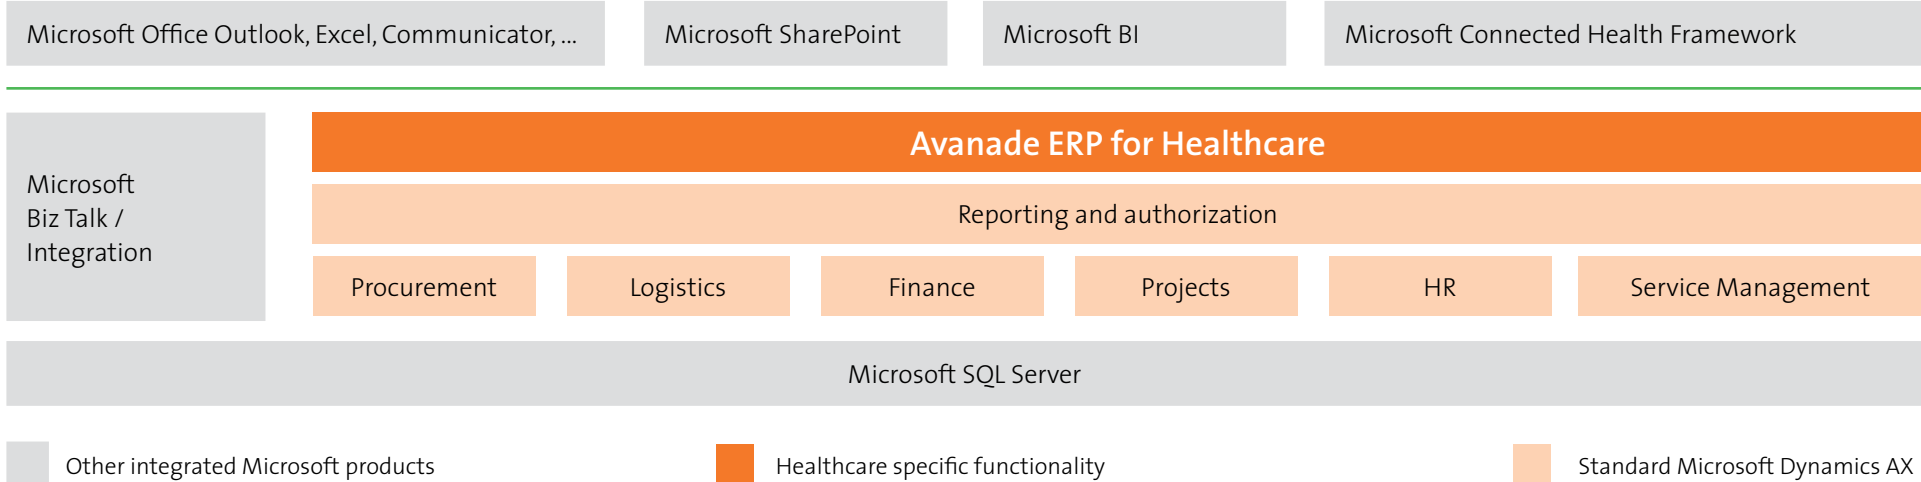 Microsoft Office Outlook, Excel, Communicator, ...
Microsoft SharePoint
Microsoft BI
Microsoft Connected Health Framework
Microsoft
Biz Talk /
Integration
Avanade ERP for Healthcare
Reporting and authorization
Procurement
Logistics
Finance
Projects
HR
Service Management
Microsoft SQL Server
Other integrated Microsoft products
Healthcare specific functionality
Standard Microsoft Dynamics AX